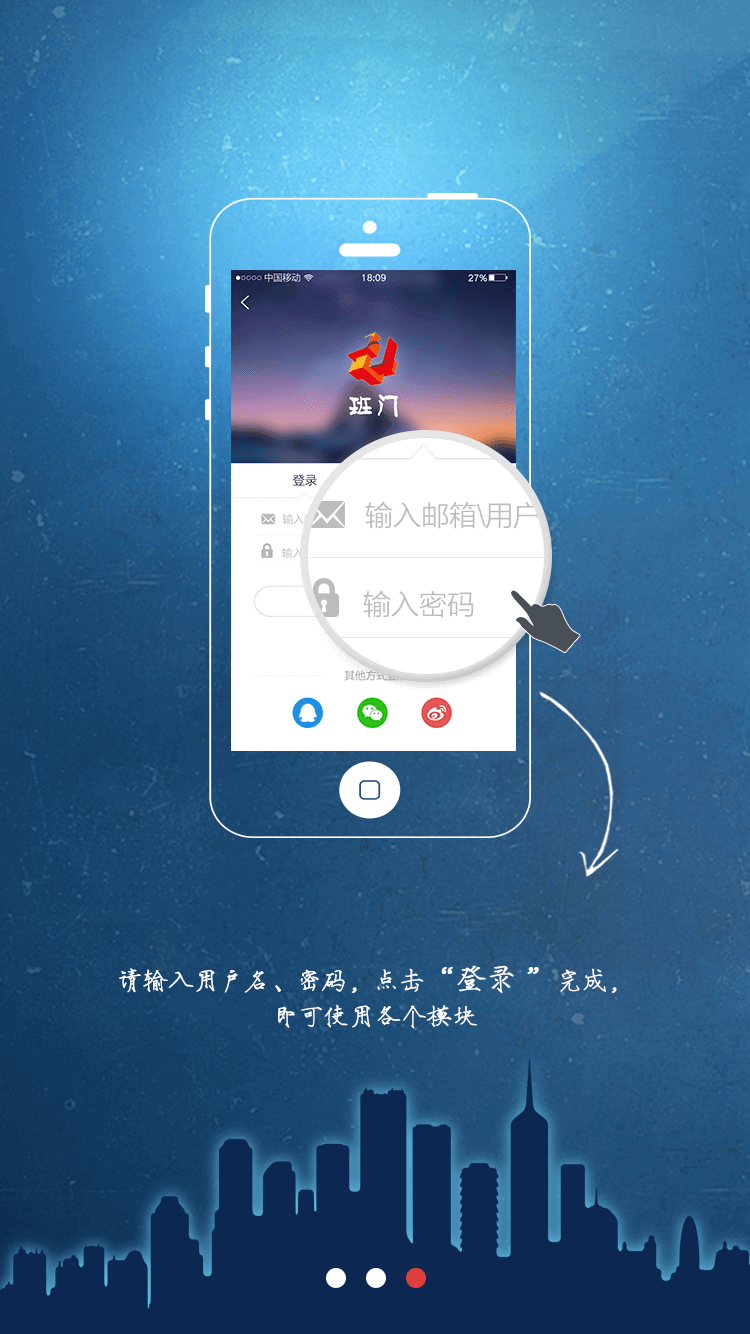 中国移动 18:09 27%
班门
登录
输入邮箱\用户
输入
输入密码
输入
其他方式登
请输入用户名、密码，点击“登录”完成，
即可使用各个模块